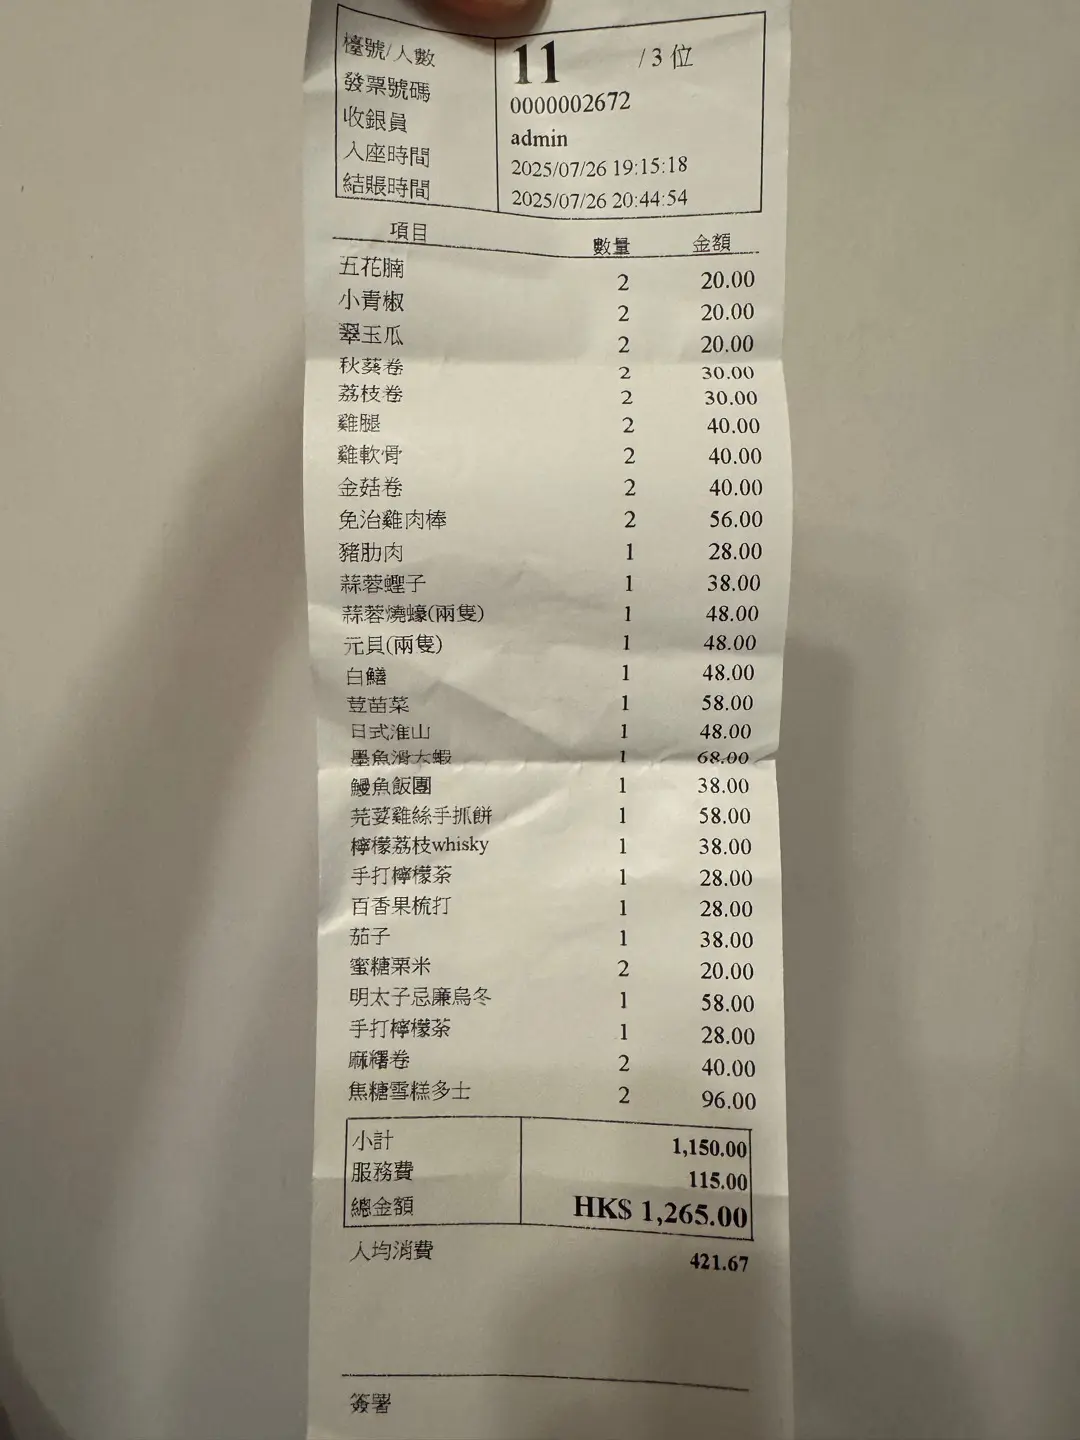 檯號/人數 11 /3 位
發票號碼 0000002672
收銀員 admin
入座時間 2025/07/26 19:15:18
結賬時間 2025/07/26 20:44:54
項目 數量 金額
五花腩 2 20.00
小青椒 2 20.00
翠玉瓜 2 20.00
秋葵卷 2 30.00
荔枝卷 2 30.00
雞腿 2 40.00
雞軟骨 2 40.00
金菇卷 2 40.00
免治雞肉棒 2 56.00
豬肋肉 1 28.00
蒜蓉蟶子 1 38.00
蒜蓉燒蠔(兩隻) 1 48.00
元貝(兩隻) 1 48.00
白鱔 1 48.00
荳苗菜 1 58.00
日式淮山 1 48.00
墨魚滑大蝦 1 68.00
鰻魚飯團 1 38.00
芫荽雞絲手抓餅 1 58.00
檸檬荔枝whisky 1 38.00
手打檸檬茶 1 28.00
百香果梳打 1 28.00
茄子 1 38.00
蜜糖粟米 2 20.00
明太子忌廉烏冬 1 58.00
手打檸檬茶 1 28.00
麻糬卷 2 40.00
焦糖雪糕多士 2 96.00
小計 1,150.00
服務費 115.00
總金額 HK$ 1,265.00
人均消費 421.67
簽署